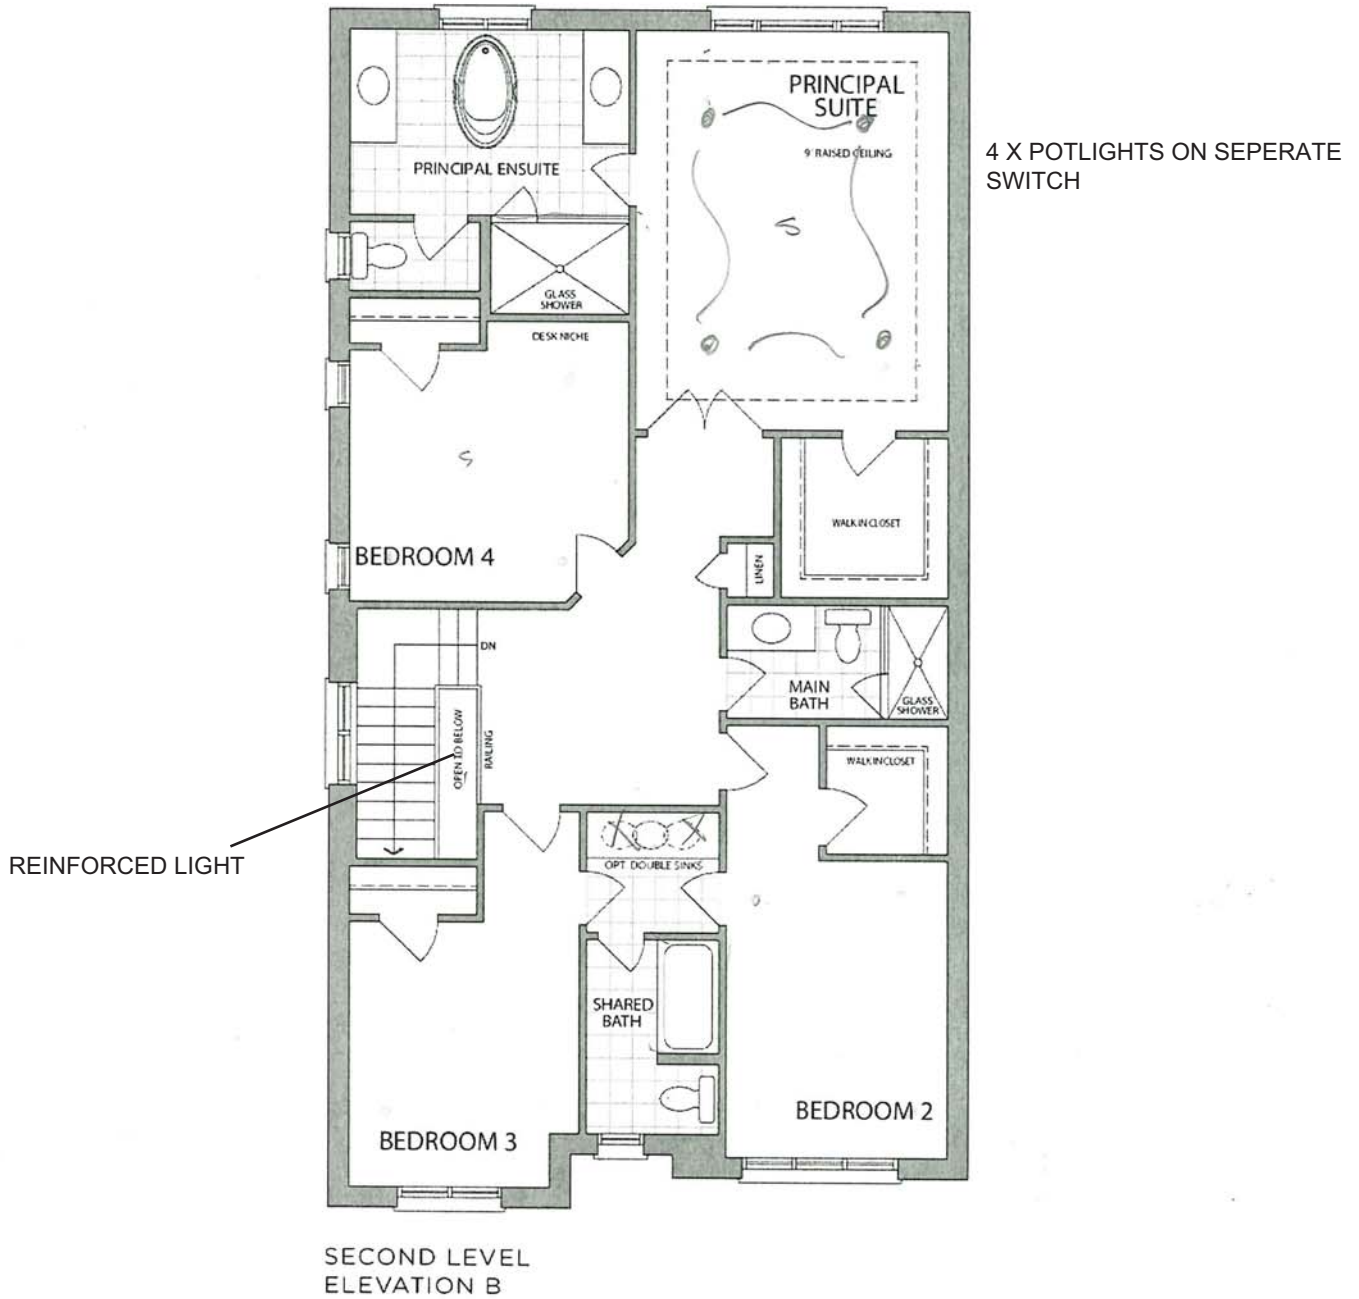 PRINCIPAL
SUITE
9' RAISED CEILING
4 X POTLIGHTS ON SEPERATE
SWITCH
PRINCIPAL ENSUITE
GLASS
SHOWER
DESK NICHE
S
S
BEDROOM 4
WALK IN CLOSET
LINEN
DN
MAIN
BATH
GLASS
SHOWER
OPEN TO BELOW
RAILING
WALK IN CLOSET
REINFORCED LIGHT
OPT. DOUBLE SINKS
SHARED
BATH
BEDROOM 2
BEDROOM 3
SECOND LEVEL
ELEVATION B